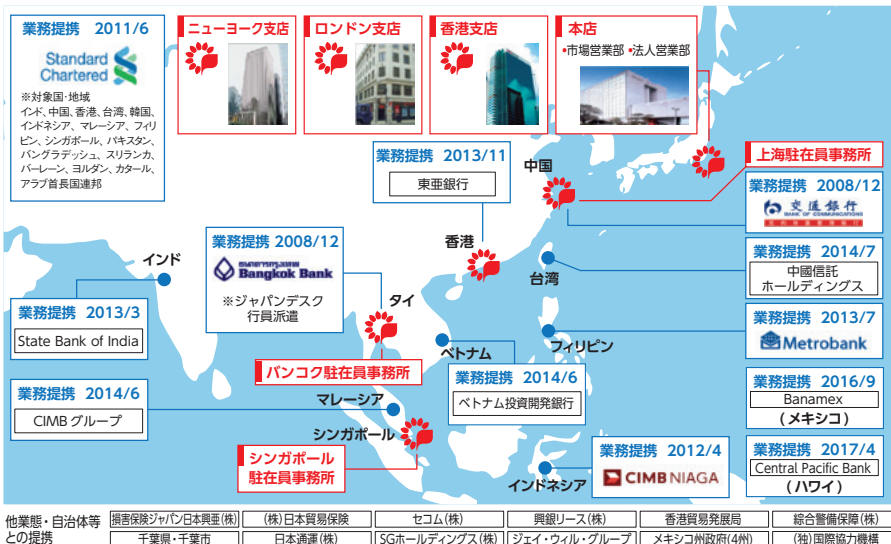 業務提携 2011/6
Standard
Chartered
※対象国・地域
インド、中国、香港、台湾、韓国、
インドネシア、マレーシア、フィリ
ピン、シンガポール、パキスタン、
バングラデッシュ、スリランカ、
バーレーン、ヨルダン、カタール、
アラブ首長国連邦
ニューヨーク支店
ロンドン支店
香港支店
本店
•市場営業部 •法人営業部
業務提携 2013/11
東亜銀行
中国
上海駐在員事務所
業務提携 2008/12
交通銀行
BANK OF COMMUNICATIONS
インド
業務提携 2008/12
Bangkok Bank
※ジャパンデスク
行員派遣
タイ
香港
台湾
業務提携 2014/7
中國信託
ホールディングス
業務提携 2013/3
State Bank of India
バンコク駐在員事務所
ベトナム
フィリピン
業務提携 2013/7
Metrobank
業務提携 2014/6
CIMB グループ
マレーシア
業務提携 2014/6
ベトナム投資開発銀行
業務提携 2016/9
Banamex
(メキシコ)
シンガポール
シンガポール
駐在員事務所
インドネシア
業務提携 2012/4
CIMB NIAGA
業務提携 2017/4
Central Pacific Bank
(ハワイ)
他業態・自治体等
との提携
損害保険ジャパン日本興亜(株)
(株)日本貿易保険
セコム(株)
興銀リース(株)
香港貿易発展局
綜合警備保障(株)
千葉県・千葉市
日本通運(株)
SGホールディングス(株)
ジェイ・ウィル・グループ
メキシコ州政府(4州)
(独)国際協力機構